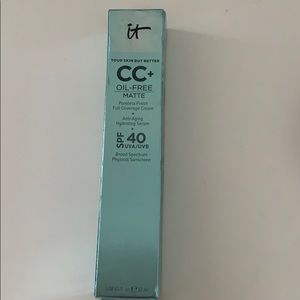 it
YOUR SKIN BUT BETTER
CC+
OIL-FREE
MATTE
Poreless Finish
Full Coverage Cream
+
Anti-Aging
Hydrating Serum
+
SPF 40
UVA/UVB
Broad Spectrum
Physical Sunscreen